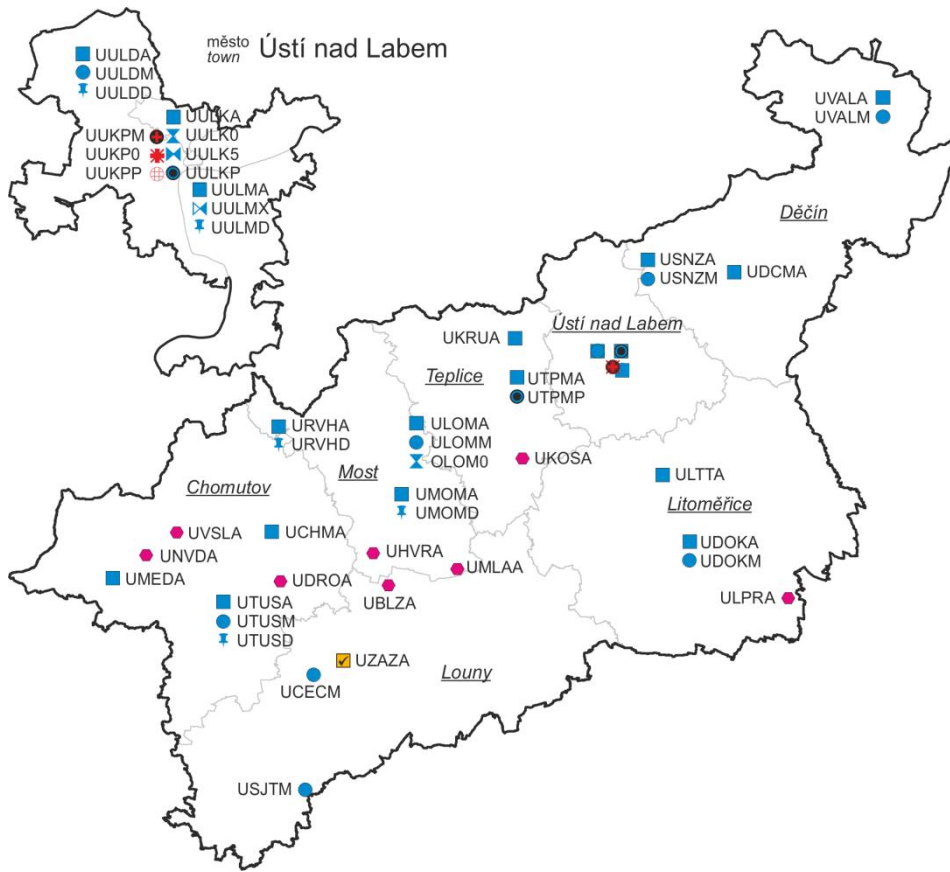 město
town Ústí nad Labem
UULDA
UULDM
UULDD
UULKA
UUKPM UULK0
UUKP0 UULK5
UUKPP UULKP
UULMA
UULMX
UULMD
UVALA
UVALM
Děčín
USNZA
USNZM
UDCMA
Ústí nad Labem
UKRUA
Teplice
UTPMA
UTPMP
URVHA
URVHD
ULOMA
ULOMM
OLOM0
UKOSA
Most
ULTTA
Chomutov
UMOMA
UMOMD
Litoměřice
UVSLA
UCHMA
UDOKA
UDOKM
UNVDA
UHVRA
UMLAA
UMEDA
UDROA
UBLZA
ULPRA
UTUSA
UTUSM
UTUSD
UZAZA
Louny
UCECM
USJTM